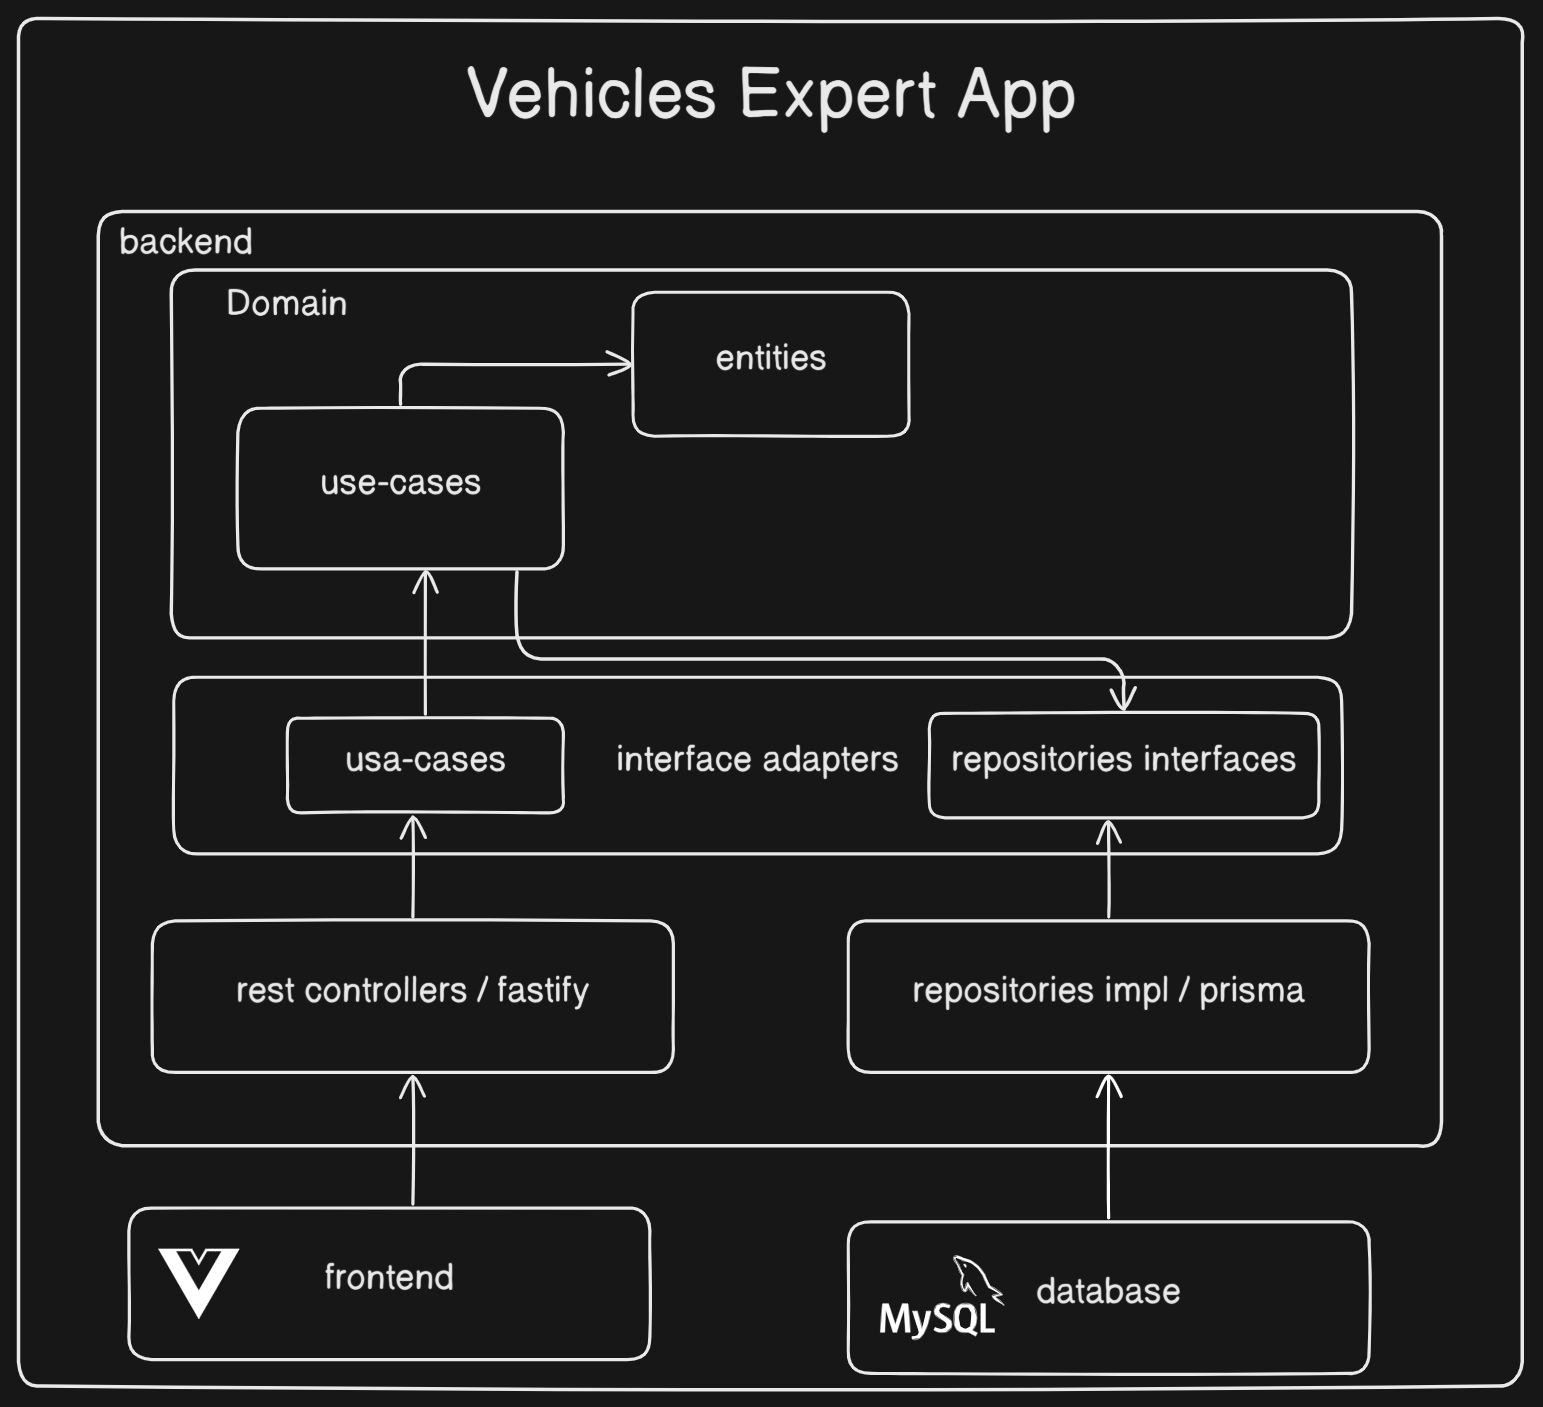 Vehicles Expert App
backend
Domain
entities
use-cases
usa-cases
interface adapters
repositories interfaces
rest controllers / fastify
repositories impl / prisma
frontend
MySQL
database